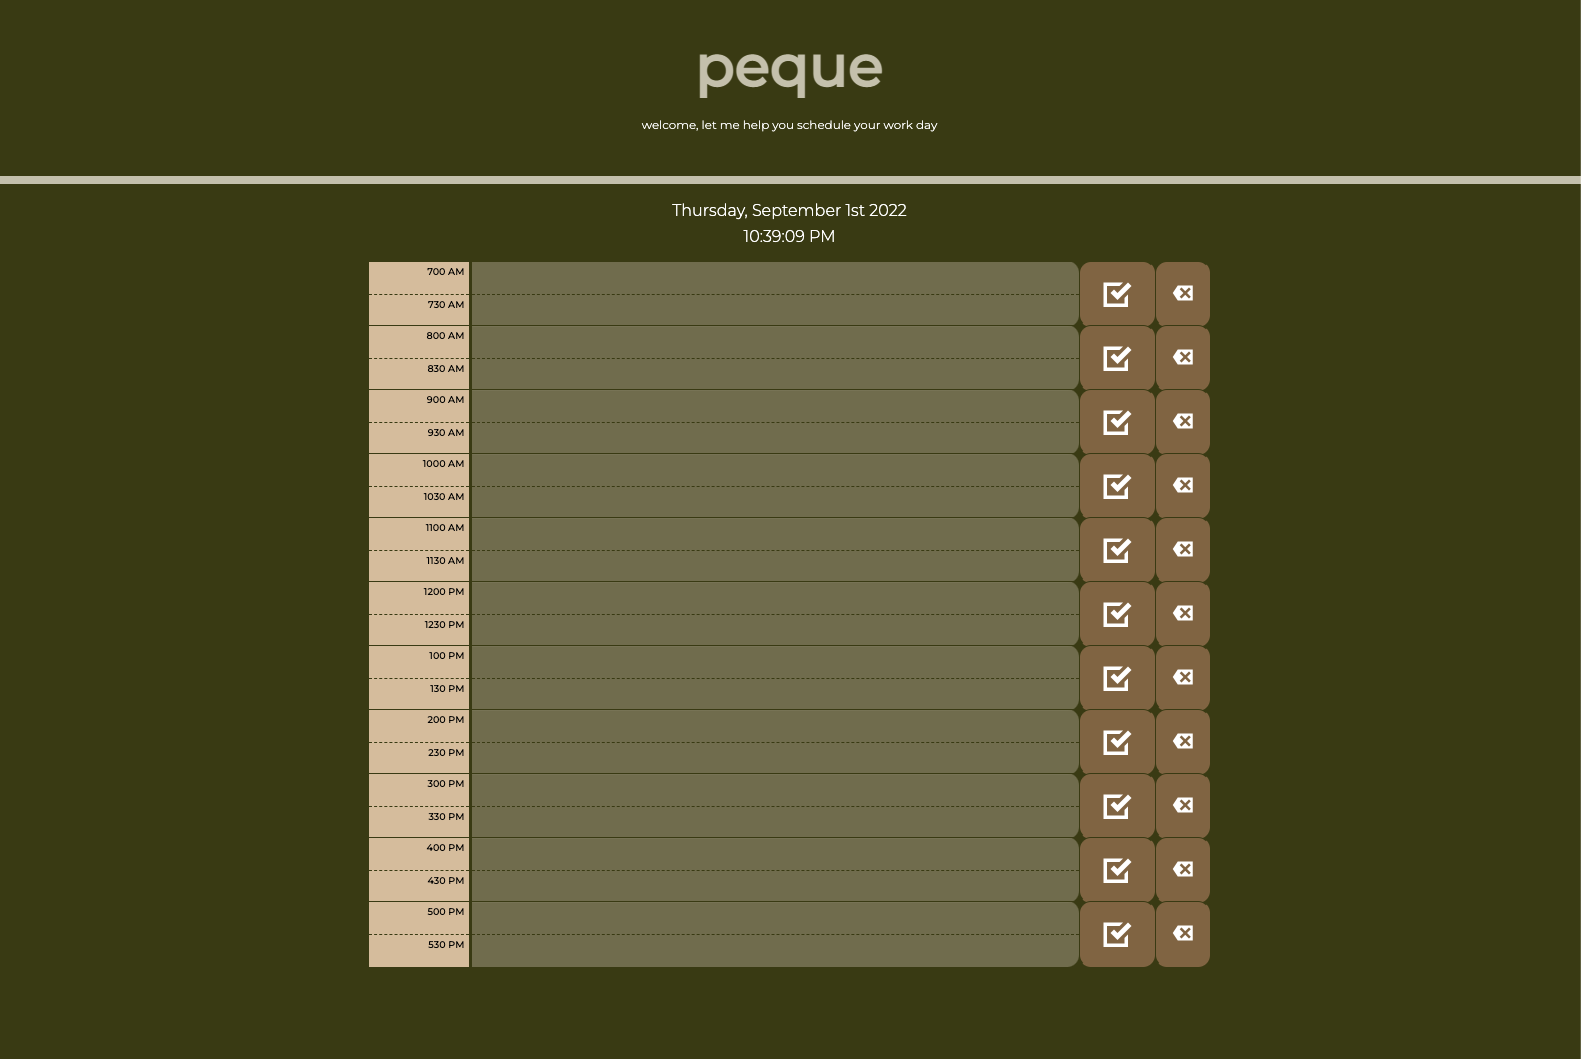 peque
welcome, let me help you schedule your work day
Thursday, September 1st 2022
10:39:09 PM
700 AM
730 AM
800 AM
830 AM
900 AM
930 AM
1000 AM
1030 AM
1100 AM
1130 AM
1200 PM
1230 PM
100 PM
130 PM
200 PM
230 PM
300 PM
330 PM
400 PM
430 PM
500 PM
530 PM